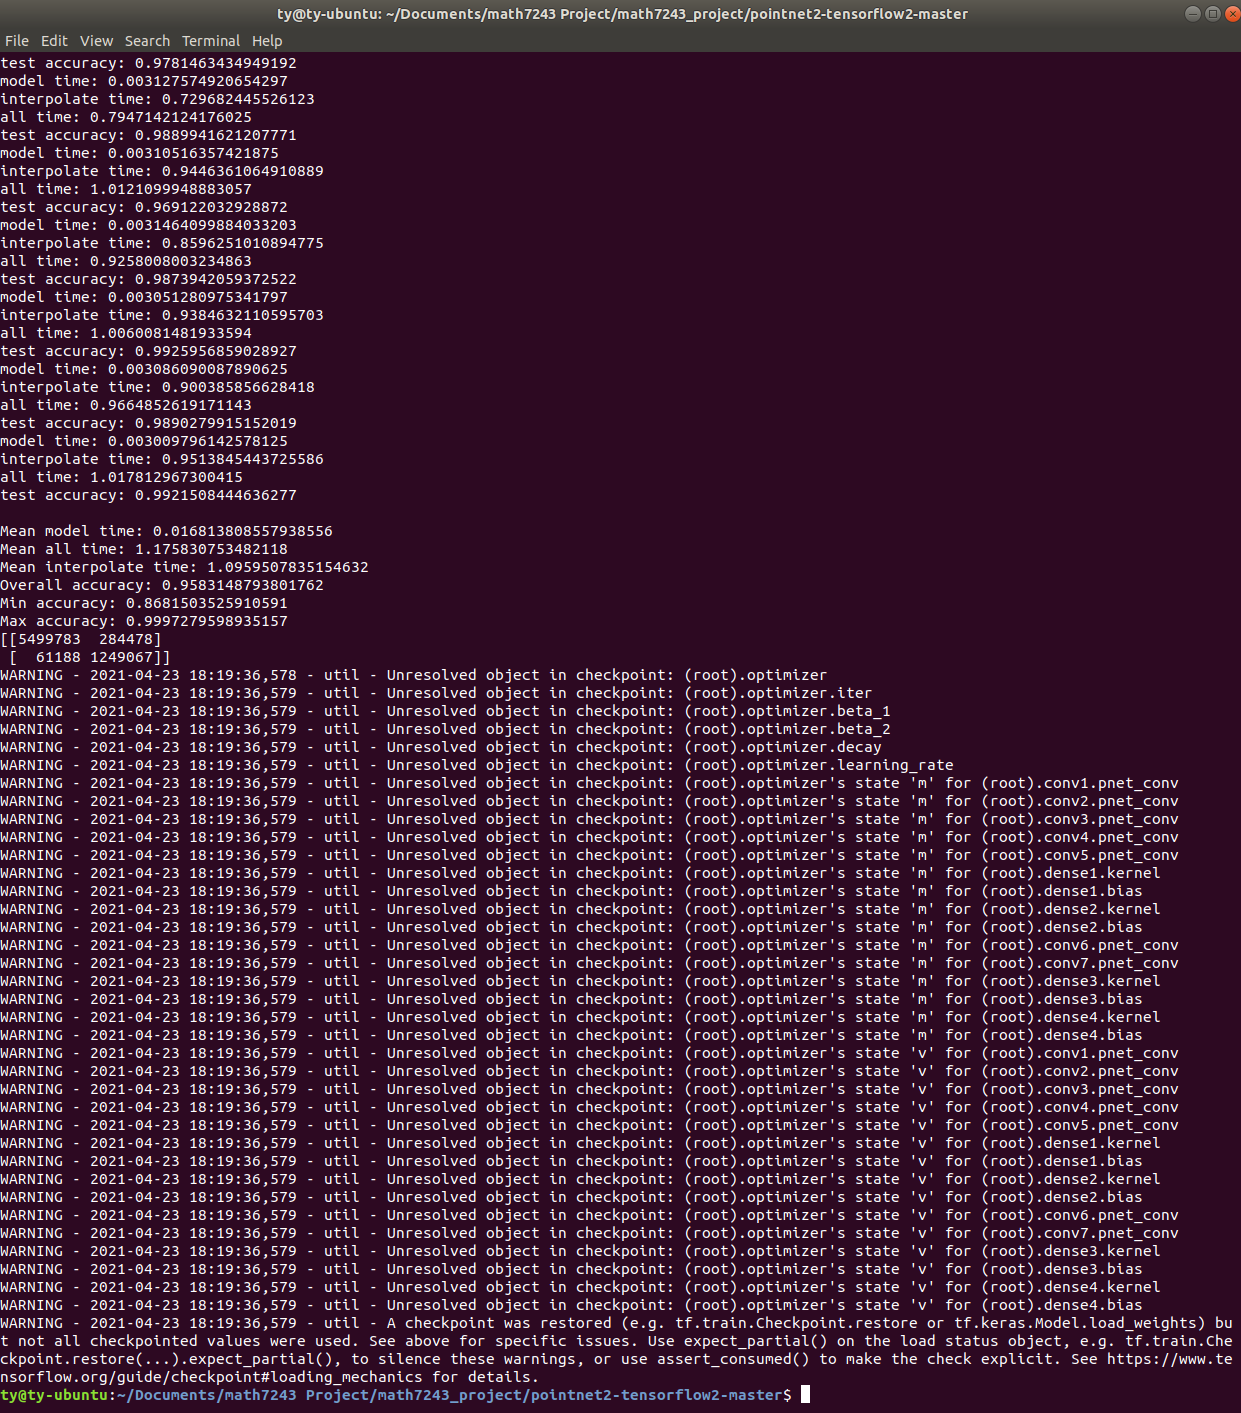 ty@ty-ubuntu: ~/Documents/math7243 Project/math7243_project/pointnet2-tensorflow2-master
File Edit View Search Terminal Help
test accuracy: 0.9781463434949192
model time: 0.003127574920654297
interpolate time: 0.729682445526123
all time: 0.7947142124176025
test accuracy: 0.9889941621207771
model time: 0.00310516357421875
interpolate time: 0.9446361064910889
all time: 1.0121099948883057
test accuracy: 0.969122032928872
model time: 0.0031464099884033203
interpolate time: 0.8596251010894775
all time: 0.9258008003234863
test accuracy: 0.9873942059372522
model time: 0.003051280975341797
interpolate time: 0.9384632110595703
all time: 1.0060081481933594
test accuracy: 0.9925956859028927
model time: 0.003086090087890625
interpolate time: 0.900385856628418
all time: 0.9664852619171143
test accuracy: 0.9890279915152019
model time: 0.003009796142578125
interpolate time: 0.9513845443725586
all time: 1.017812967300415
test accuracy: 0.9921508444636277
Mean model time: 0.016813808557938556
Mean all time: 1.175830753482118
Mean interpolate time: 1.0959507835154632
Overall accuracy: 0.9583148793801762
Min accuracy: 0.8681503525910591
Max accuracy: 0.9997279598935157
[[5499783  284478]
 [  61188 1249067]]
WARNING - 2021-04-23 18:19:36,578 - util - Unresolved object in checkpoint: (root).optimizer
WARNING - 2021-04-23 18:19:36,579 - util - Unresolved object in checkpoint: (root).optimizer.iter
WARNING - 2021-04-23 18:19:36,579 - util - Unresolved object in checkpoint: (root).optimizer.beta_1
WARNING - 2021-04-23 18:19:36,579 - util - Unresolved object in checkpoint: (root).optimizer.beta_2
WARNING - 2021-04-23 18:19:36,579 - util - Unresolved object in checkpoint: (root).optimizer.decay
WARNING - 2021-04-23 18:19:36,579 - util - Unresolved object in checkpoint: (root).optimizer.learning_rate
WARNING - 2021-04-23 18:19:36,579 - util - Unresolved object in checkpoint: (root).optimizer's state 'm' for (root).conv1.pnet_conv
WARNING - 2021-04-23 18:19:36,579 - util - Unresolved object in checkpoint: (root).optimizer's state 'm' for (root).conv2.pnet_conv
WARNING - 2021-04-23 18:19:36,579 - util - Unresolved object in checkpoint: (root).optimizer's state 'm' for (root).conv3.pnet_conv
WARNING - 2021-04-23 18:19:36,579 - util - Unresolved object in checkpoint: (root).optimizer's state 'm' for (root).conv4.pnet_conv
WARNING - 2021-04-23 18:19:36,579 - util - Unresolved object in checkpoint: (root).optimizer's state 'm' for (root).conv5.pnet_conv
WARNING - 2021-04-23 18:19:36,579 - util - Unresolved object in checkpoint: (root).optimizer's state 'm' for (root).dense1.kernel
WARNING - 2021-04-23 18:19:36,579 - util - Unresolved object in checkpoint: (root).optimizer's state 'm' for (root).dense1.bias
WARNING - 2021-04-23 18:19:36,579 - util - Unresolved object in checkpoint: (root).optimizer's state 'm' for (root).dense2.kernel
WARNING - 2021-04-23 18:19:36,579 - util - Unresolved object in checkpoint: (root).optimizer's state 'm' for (root).dense2.bias
WARNING - 2021-04-23 18:19:36,579 - util - Unresolved object in checkpoint: (root).optimizer's state 'm' for (root).conv6.pnet_conv
WARNING - 2021-04-23 18:19:36,579 - util - Unresolved object in checkpoint: (root).optimizer's state 'm' for (root).conv7.pnet_conv
WARNING - 2021-04-23 18:19:36,579 - util - Unresolved object in checkpoint: (root).optimizer's state 'm' for (root).dense3.kernel
WARNING - 2021-04-23 18:19:36,579 - util - Unresolved object in checkpoint: (root).optimizer's state 'm' for (root).dense3.bias
WARNING - 2021-04-23 18:19:36,579 - util - Unresolved object in checkpoint: (root).optimizer's state 'm' for (root).dense4.kernel
WARNING - 2021-04-23 18:19:36,579 - util - Unresolved object in checkpoint: (root).optimizer's state 'm' for (root).dense4.bias
WARNING - 2021-04-23 18:19:36,579 - util - Unresolved object in checkpoint: (root).optimizer's state 'v' for (root).conv1.pnet_conv
WARNING - 2021-04-23 18:19:36,579 - util - Unresolved object in checkpoint: (root).optimizer's state 'v' for (root).conv2.pnet_conv
WARNING - 2021-04-23 18:19:36,579 - util - Unresolved object in checkpoint: (root).optimizer's state 'v' for (root).conv3.pnet_conv
WARNING - 2021-04-23 18:19:36,579 - util - Unresolved object in checkpoint: (root).optimizer's state 'v' for (root).conv4.pnet_conv
WARNING - 2021-04-23 18:19:36,579 - util - Unresolved object in checkpoint: (root).optimizer's state 'v' for (root).conv5.pnet_conv
WARNING - 2021-04-23 18:19:36,579 - util - Unresolved object in checkpoint: (root).optimizer's state 'v' for (root).dense1.kernel
WARNING - 2021-04-23 18:19:36,579 - util - Unresolved object in checkpoint: (root).optimizer's state 'v' for (root).dense1.bias
WARNING - 2021-04-23 18:19:36,579 - util - Unresolved object in checkpoint: (root).optimizer's state 'v' for (root).dense2.kernel
WARNING - 2021-04-23 18:19:36,579 - util - Unresolved object in checkpoint: (root).optimizer's state 'v' for (root).dense2.bias
WARNING - 2021-04-23 18:19:36,579 - util - Unresolved object in checkpoint: (root).optimizer's state 'v' for (root).conv6.pnet_conv
WARNING - 2021-04-23 18:19:36,579 - util - Unresolved object in checkpoint: (root).optimizer's state 'v' for (root).conv7.pnet_conv
WARNING - 2021-04-23 18:19:36,579 - util - Unresolved object in checkpoint: (root).optimizer's state 'v' for (root).dense3.kernel
WARNING - 2021-04-23 18:19:36,579 - util - Unresolved object in checkpoint: (root).optimizer's state 'v' for (root).dense3.bias
WARNING - 2021-04-23 18:19:36,579 - util - Unresolved object in checkpoint: (root).optimizer's state 'v' for (root).dense4.kernel
WARNING - 2021-04-23 18:19:36,579 - util - Unresolved object in checkpoint: (root).optimizer's state 'v' for (root).dense4.bias
WARNING - 2021-04-23 18:19:36,579 - util - A checkpoint was restored (e.g. tf.train.Checkpoint.restore or tf.keras.Model.load_weights) bu
t not all checkpointed values were used. See above for specific issues. Use expect_partial() on the load status object, e.g. tf.train.Che
ckpoint.restore(...).expect_partial(), to silence these warnings, or use assert_consumed() to make the check explicit. See https://www.te
nsorflow.org/guide/checkpoint#loading_mechanics for details.
ty@ty-ubuntu:~/Documents/math7243 Project/math7243_project/pointnet2-tensorflow2-master$